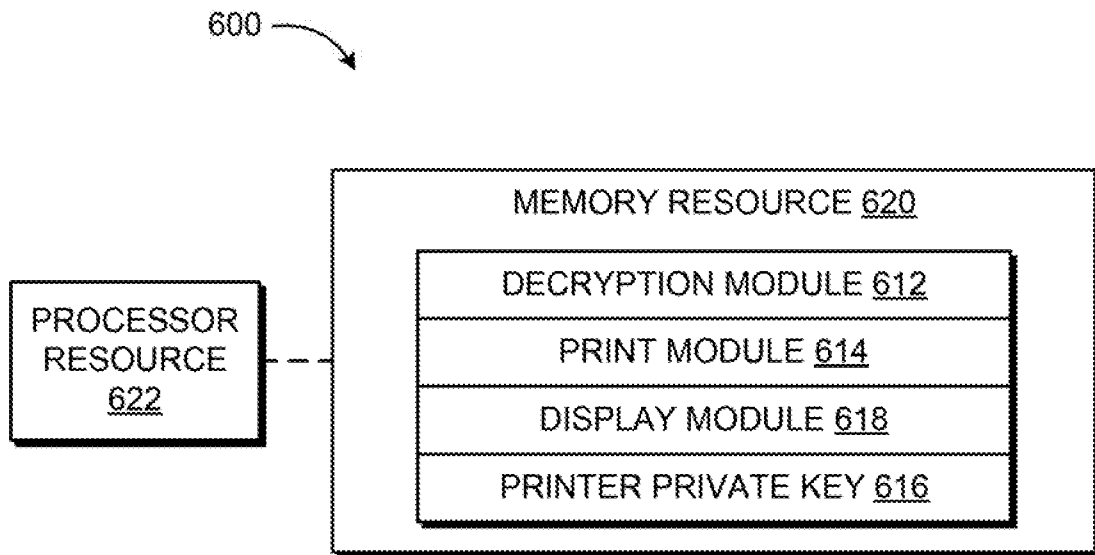 600
MEMORY RESOURCE 620
DECRYPTION MODULE 612
PRINT MODULE 614
DISPLAY MODULE 618
PRINTER PRIVATE KEY 616
PROCESSOR
RESOURCE
622